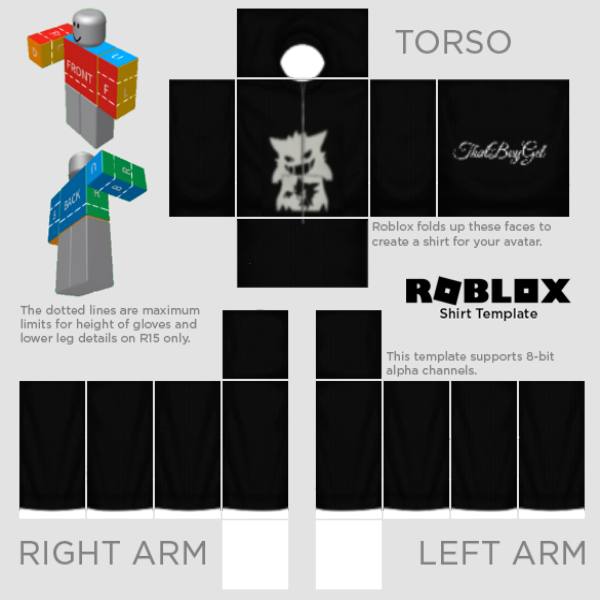 TORSO
D
R
U
FRONT
F
L
U
R
B
L
BACK
ThatBoyGel
Roblox folds up these faces to
create a shirt for your avatar.
The dotted lines are maximum
limits for height of gloves and
lower leg details on R15 only.
ROBLOX
Shirt Template
This template supports 8-bit
alpha channels.
RIGHT ARM
LEFT ARM